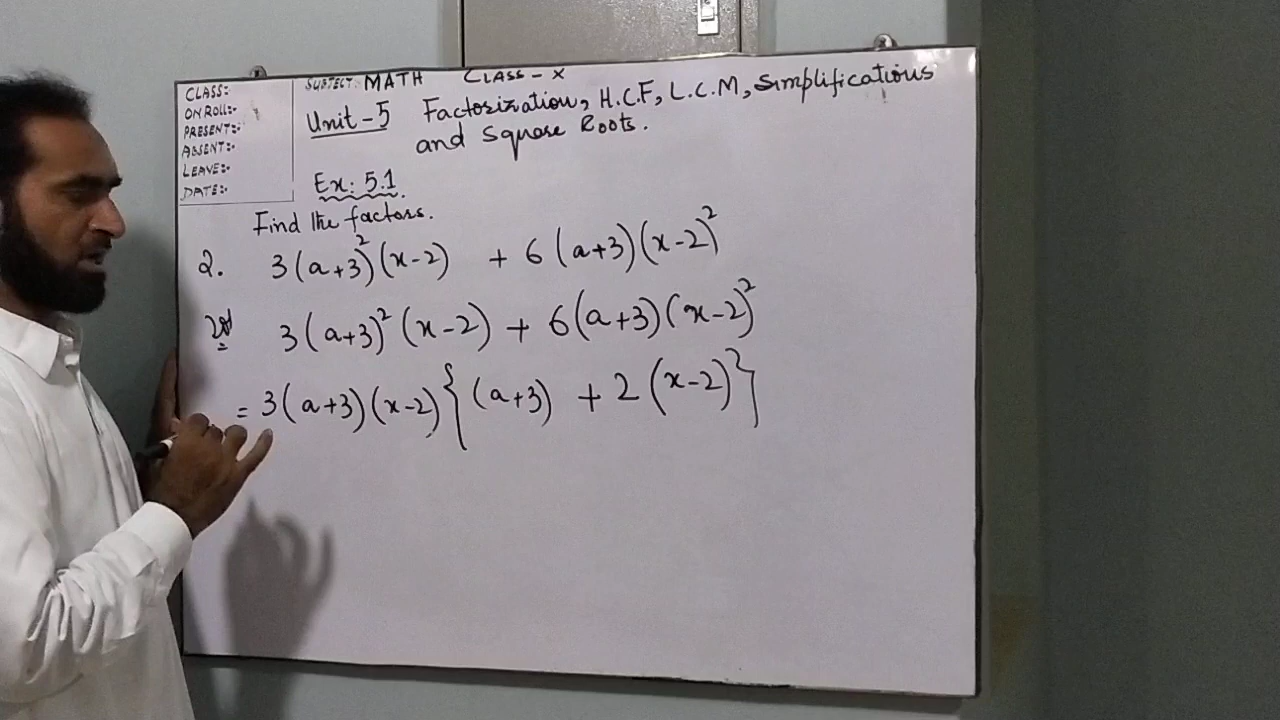 SUBJECT: MATH CLASS - X
CLASS:
ON ROLL:-
PRESENT:-
ABSENT:-
LEAVE:-
DATE:-
Unit - 5 Factorization, H.C.F, L.C.M, Simplifications
and Square Roots.
Ex: 5.1
Find the factors.
2. 3(a+3)²(x-2) + 6(a+3)(x-2)²
3(a+3)²(x-2) + 6(a+3)(x-2)²
= 3(a+3)(x-2){(a+3) + 2(x-2)}